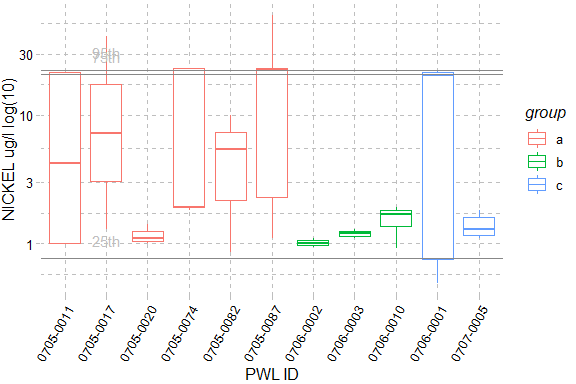 NICKEL ug/l log(10)
30
10
3
1
95th
75th
25th
0705-0011
0705-0017
0705-0020
0705-0074
0705-0082
0705-0087
0706-0002
0706-0003
0706-0010
0706-0001
0707-0005
PWL ID
group
a
b
c